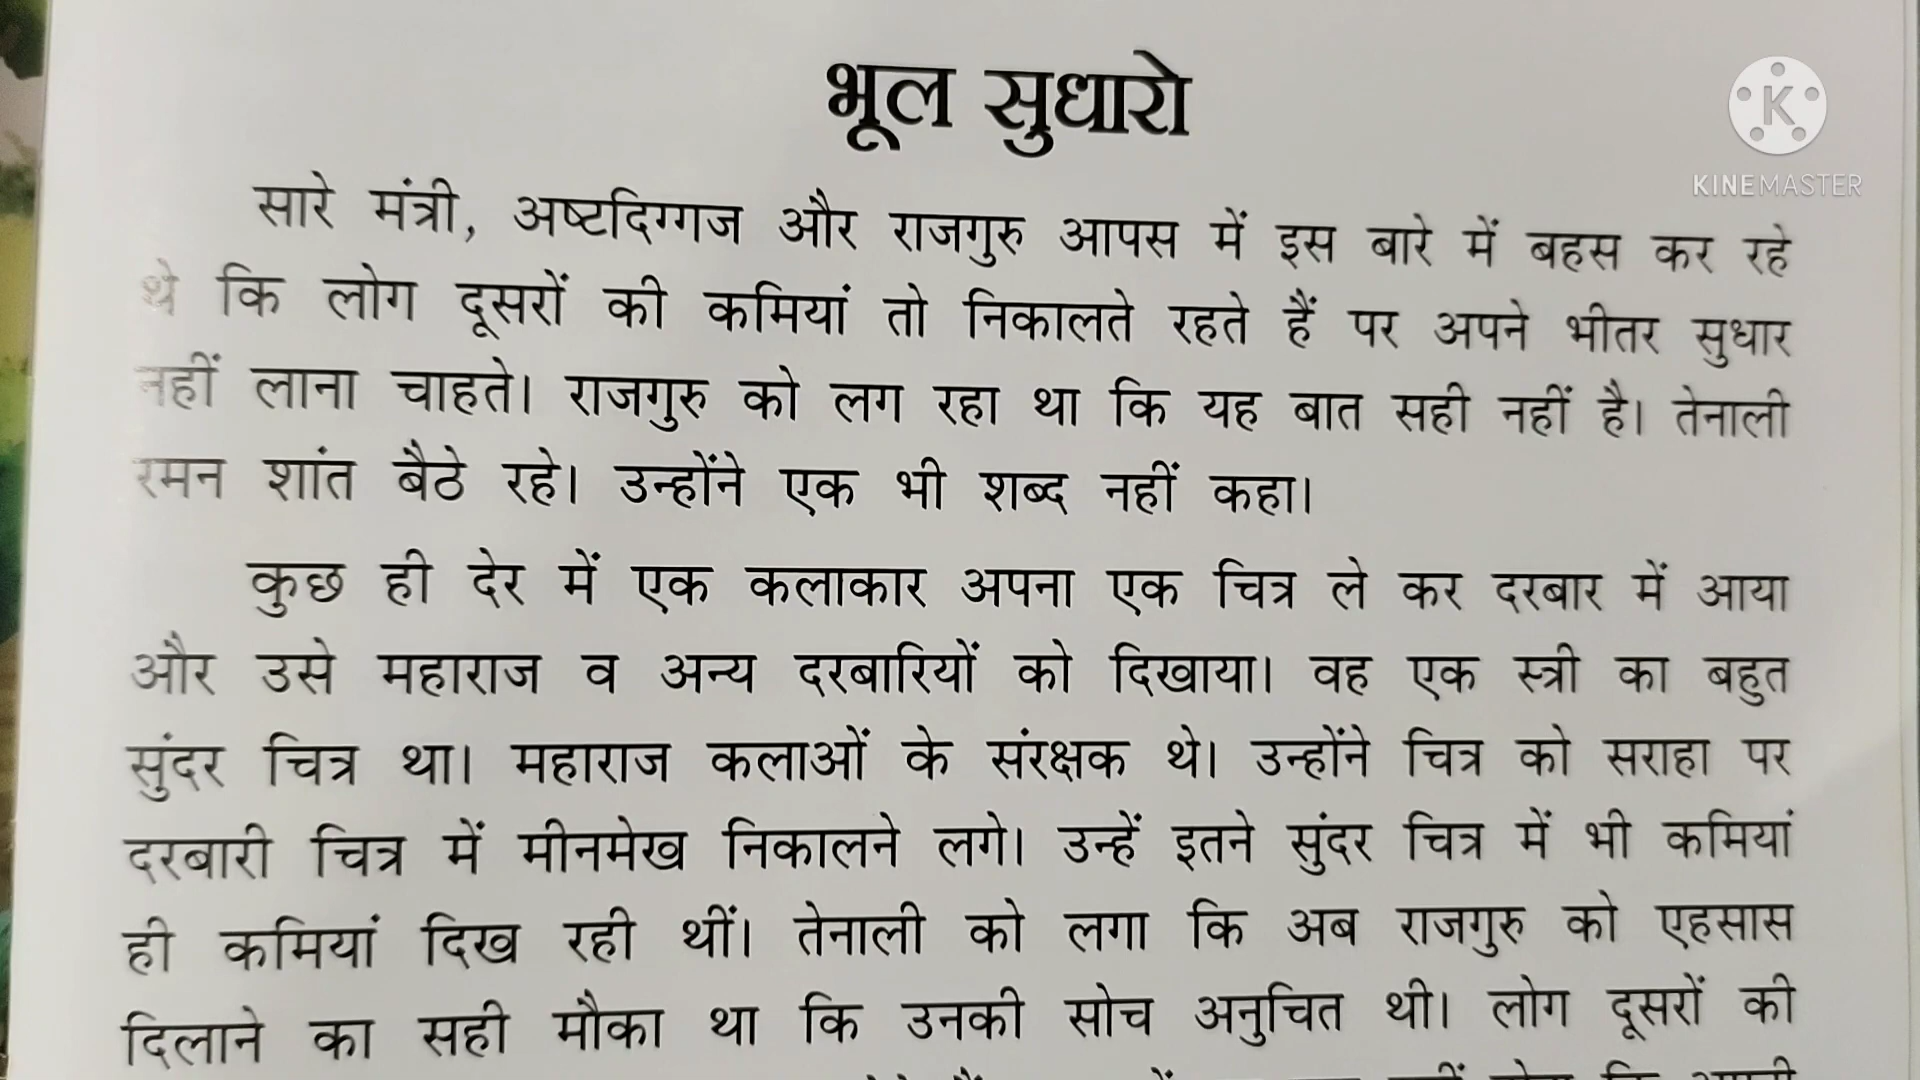 भूल सुधारो
K
KINEMASTER
सारे मंत्री, अष्टदिग्गज और राजगुरु आपस में इस बारे में बहस कर रहे
थे कि लोग दूसरों की कमियां तो निकालते रहते हैं पर अपने भीतर सुधार
नहीं लाना चाहते। राजगुरु को लग रहा था कि यह बात सही नहीं है। तेनाली
रमन शांत बैठे रहे। उन्होंने एक भी शब्द नहीं कहा।
कुछ ही देर में एक कलाकार अपना एक चित्र ले कर दरबार में आया
और उसे महाराज व अन्य दरबारियों को दिखाया। वह एक स्त्री का बहुत
सुंदर चित्र था। महाराज कलाओं के संरक्षक थे। उन्होंने चित्र को सराहा पर
दरबारी चित्र में मीनमेख निकालने लगे। उन्हें इतने सुंदर चित्र में भी कमियां
ही कमियां दिख रही थीं। तेनाली को लगा कि अब राजगुरु को एहसास
दिलाने का सही मौका था कि उनकी सोच अनुचित थी। लोग दूसरों की